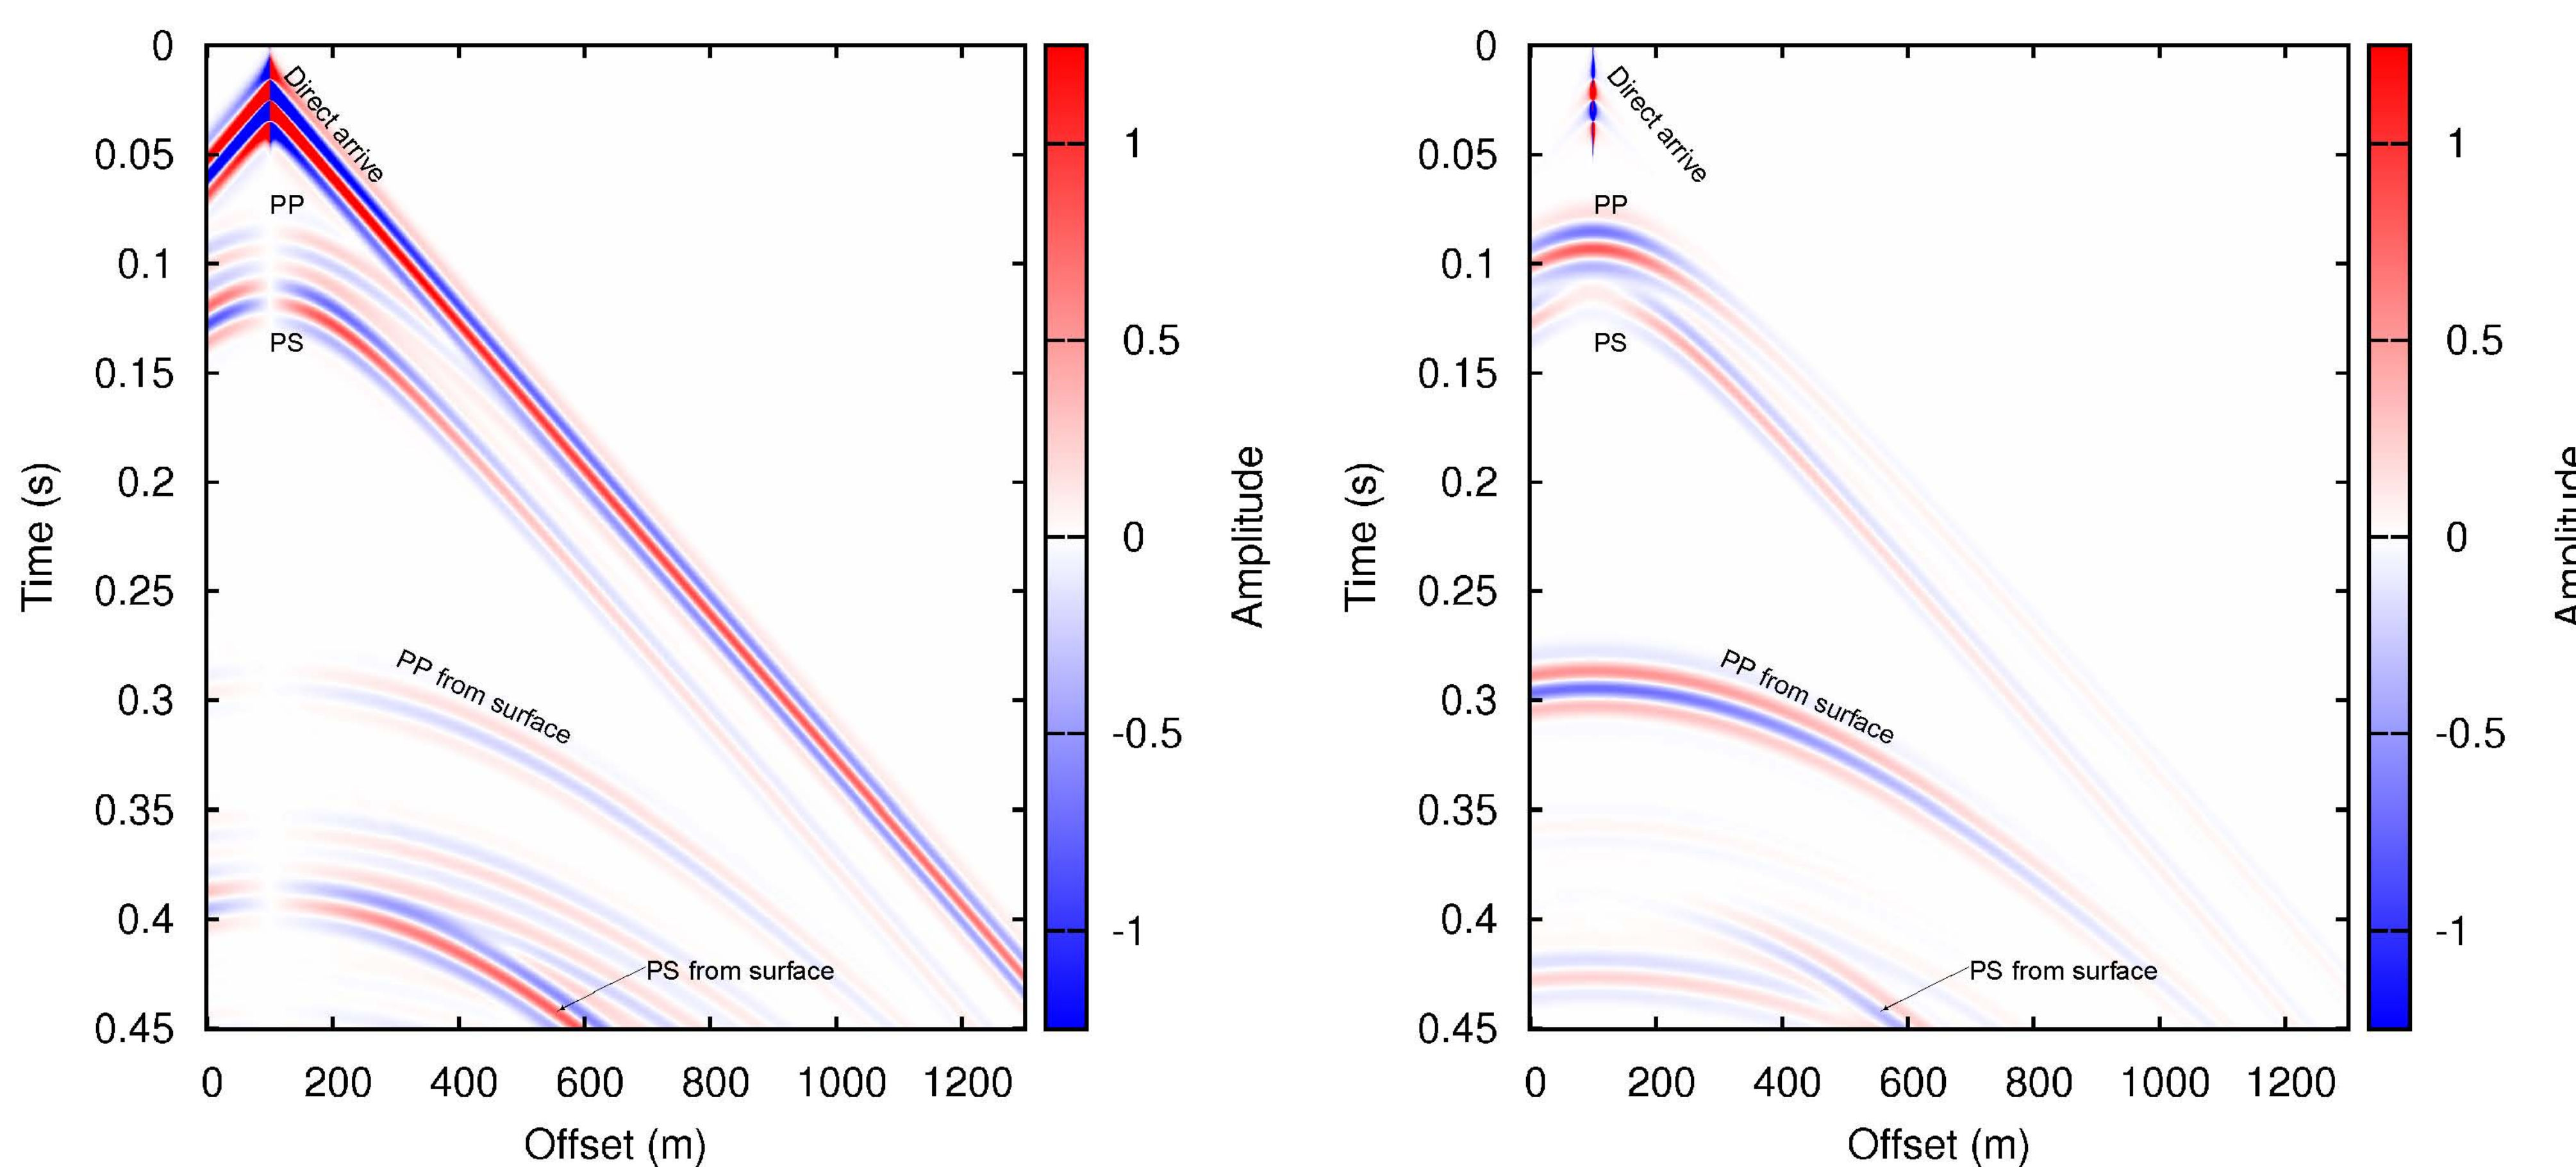 0
0.05
0.1
0.15
0.2
0.25
0.3
0.35
0.4
0.45
Time (s)
0 200 400 600 800 1000 1200
Offset (m)
Direct arrive
PP
PS
PP from surface
PS from surface
1
0.5
0
-0.5
-1
Amplitude
0
0.05
0.1
0.15
0.2
0.25
0.3
0.35
0.4
0.45
Time (s)
0 200 400 600 800 1000 1200
Offset (m)
Direct arrive
PP
PS
PP from surface
PS from surface
1
0.5
0
-0.5
-1
Amplitude